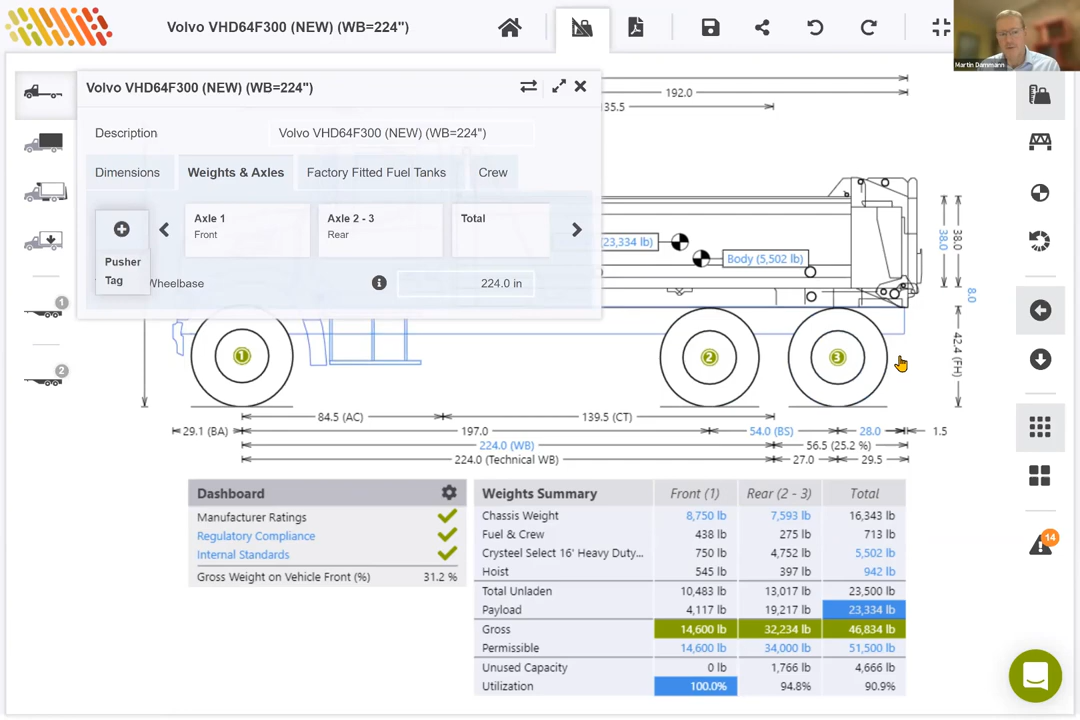 Volvo VHD64F300 (NEW) (WB=224")
Martin Dammann
Volvo VHD64F300 (NEW) (WB=224")
Description
Volvo VHD64F300 (NEW) (WB=224")
Dimensions
Weights & Axles
Factory Fitted Fuel Tanks
Crew
Axle 1
Front
Axle 2 - 3
Rear
Total
Pusher
Tag
Wheelbase
224.0 in
192.0
35.5
23,334 lb)
Body (5,502 lb)
38.0
38.0
8.0
42.4 (FH)
1
2
1
2
3
84.5 (AC)
139.5 (CT)
29.1 (BA)
197.0
54.0 (BS)
28.0
1.5
224.0 (WB)
56.5 (25.2 %)
224.0 (Technical WB)
27.0
29.5
14
Dashboard
Manufacturer Ratings
Regulatory Compliance
Internal Standards
Gross Weight on Vehicle Front (%) 31.2 %
Weights Summary Front (1) Rear (2 - 3) Total
Chassis Weight 8,750 lb 7,593 lb 16,343 lb
Fuel & Crew 438 lb 275 lb 713 lb
Crysteel Select 16' Heavy Duty... 750 lb 4,752 lb 5,502 lb
Hoist 545 lb 397 lb 942 lb
Total Unladen 10,483 lb 13,017 lb 23,500 lb
Payload 4,117 lb 19,217 lb 23,334 lb
Gross 14,600 lb 32,234 lb 46,834 lb
Permissible 14,600 lb 34,000 lb 51,500 lb
Unused Capacity 0 lb 1,766 lb 4,666 lb
Utilization 100.0% 94.8% 90.9%